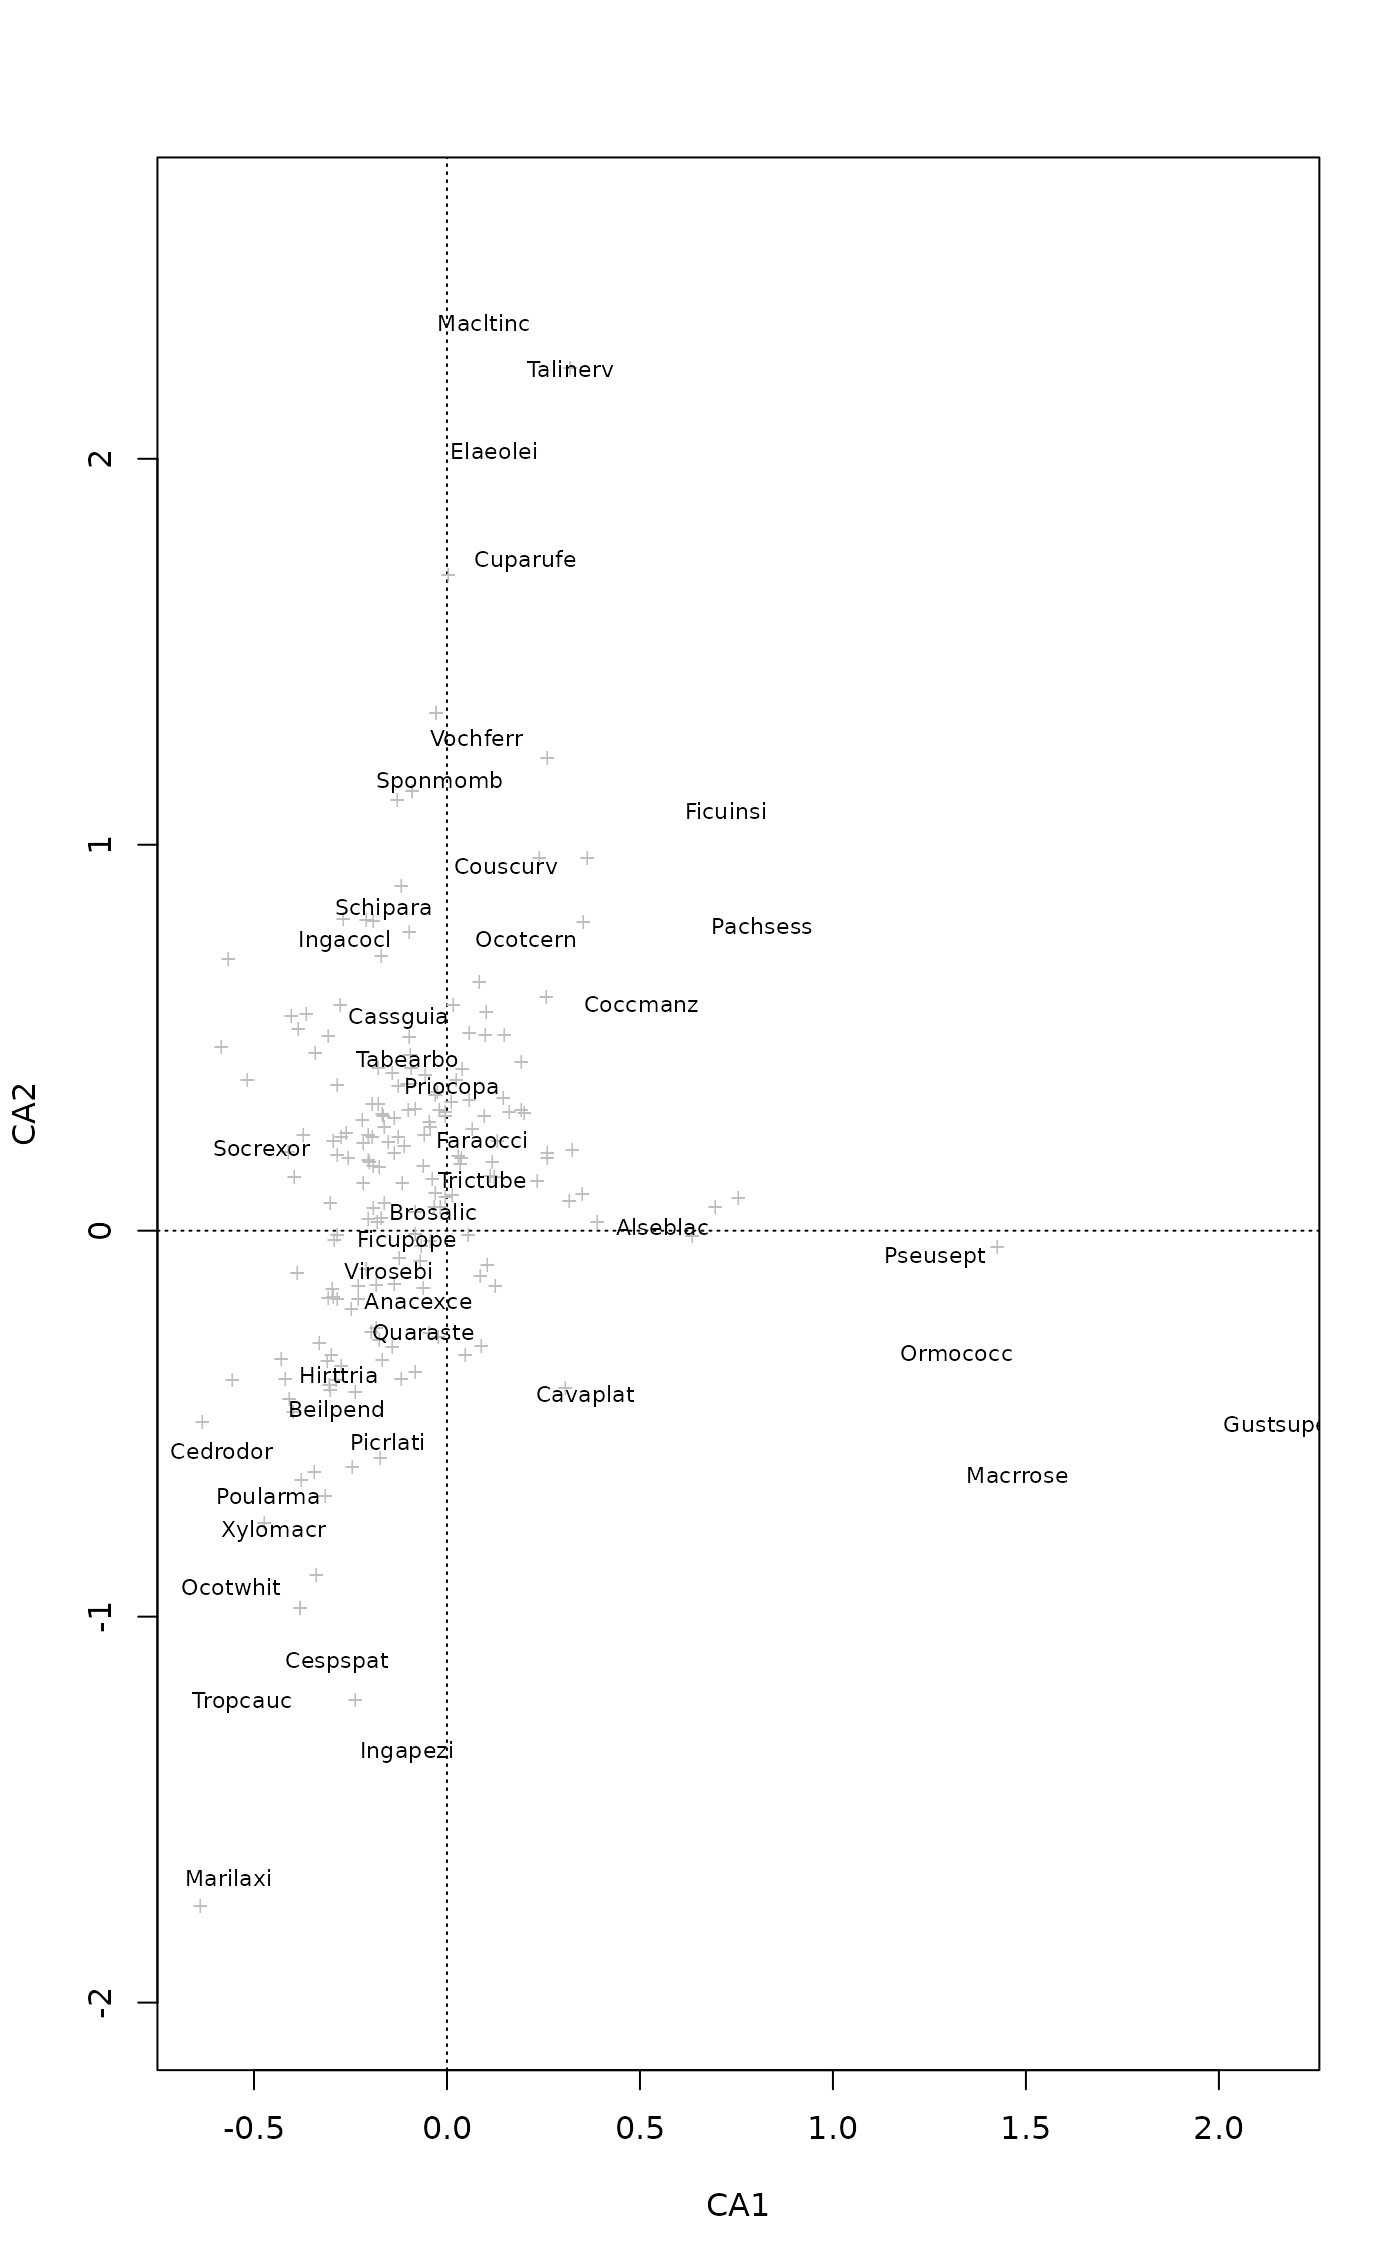 Macltinc
Talinerv
Elaeolei
Cuparufe
Vochferr
Sponmomb
Ficuinsi
Couscurv
Schipara
Pachsess
Ingacocl
Ocotcern
Coccmanz
Cassguia
Tabearbo
Priocopa
Faraocci
Socrexor
Trictube
Brosalic
Alseblac
Ficupope
Pseusept
Virosebi
Anacexce
Quaraste
Ormococc
Hirttria
Cavaplat
Beilpend
Gustsupe
Picrlati
Cedrodor
Macrrose
Poularma
Xylomacr
Ocotwhit
Cespspat
Tropcauc
Ingapezi
Marilaxi
2
1
0
-1
-2
CA2
-0.5 0.0 0.5 1.0 1.5 2.0
CA1